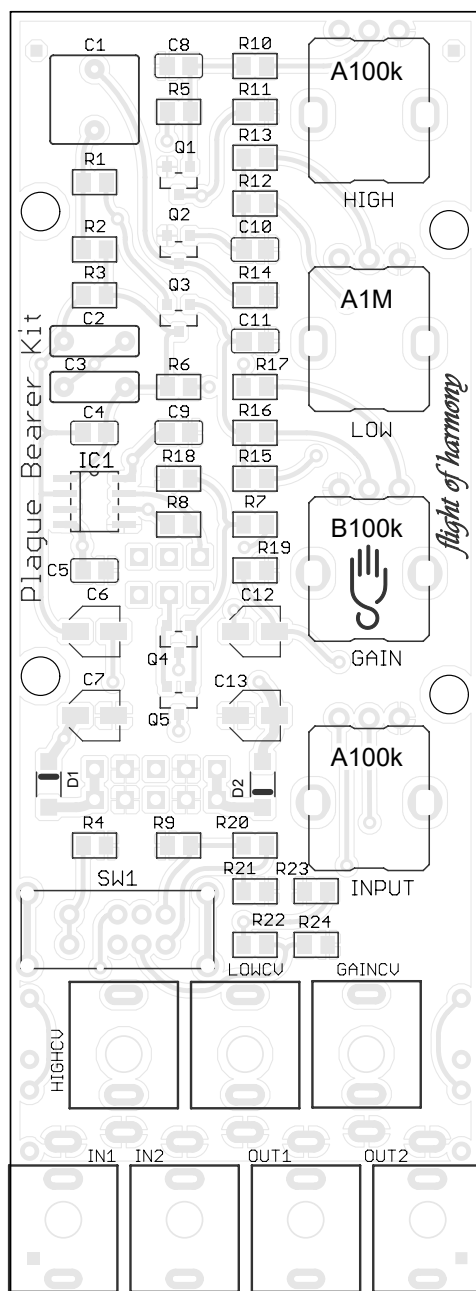 C1
C8
R10
A100k
R5
R11
Q1
R13
R1
R12
HIGH
Q2
R2
C10
R3
Q3
R14
A1M
C2
C11
C3
R6
R17
C4
C9
R16
LOW
IC1
R18
R15
R8
R7
B100k
C5
R19
C6
C12
Q4
GAIN
C7
C13
Q5
A100k
D1
D2
R4
R9
R20
SW1
R21
R23
INPUT
R22
R24
LOWCV
GAINCV
HIGHCV
IN1
IN2
OUT1
OUT2
Plague Bearer Kit
flight of harmony